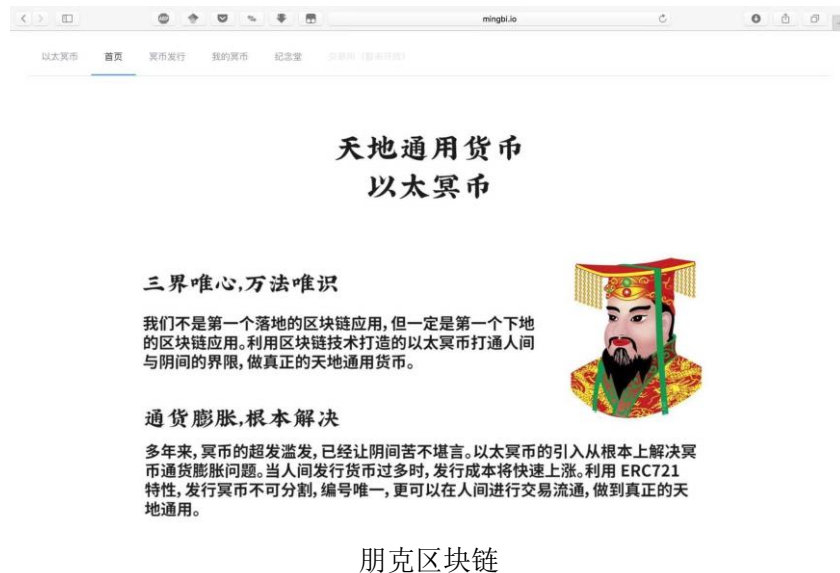 mingbi.io
以太冥币 首页 冥币发行 我的冥币 纪念堂 交易所（暂未开放）
天地通用货币
以太冥币
三界唯心,万法唯识
我们不是第一个落地的区块链应用,但一定是第一个下地
的区块链应用。利用区块链技术打造的以太冥币打通人间
与阴间的界限,做真正的天地通用货币。
通货膨胀,根本解决
多年来,冥币的超发滥发,已经让阴间苦不堪言。以太冥币的引入从根本上解决冥
币通货膨胀问题。当人间发行货币过多时,发行成本将快速上涨。利用 ERC721
特性,发行冥币不可分割,编号唯一,更可以在人间进行交易流通,做到真正的天
地通用。
朋克区块链